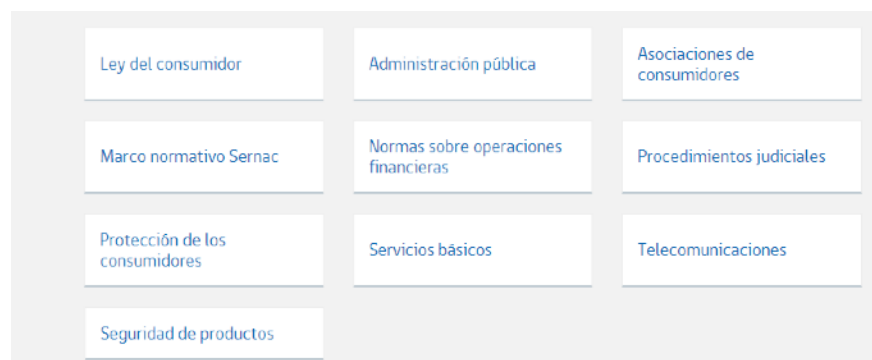 Ley del consumidor
Administración pública
Asociaciones de
consumidores
Marco normativo Sernac
Normas sobre operaciones
financieras
Procedimientos judiciales
Protección de los
consumidores
Servicios básicos
Telecomunicaciones
Seguridad de productos